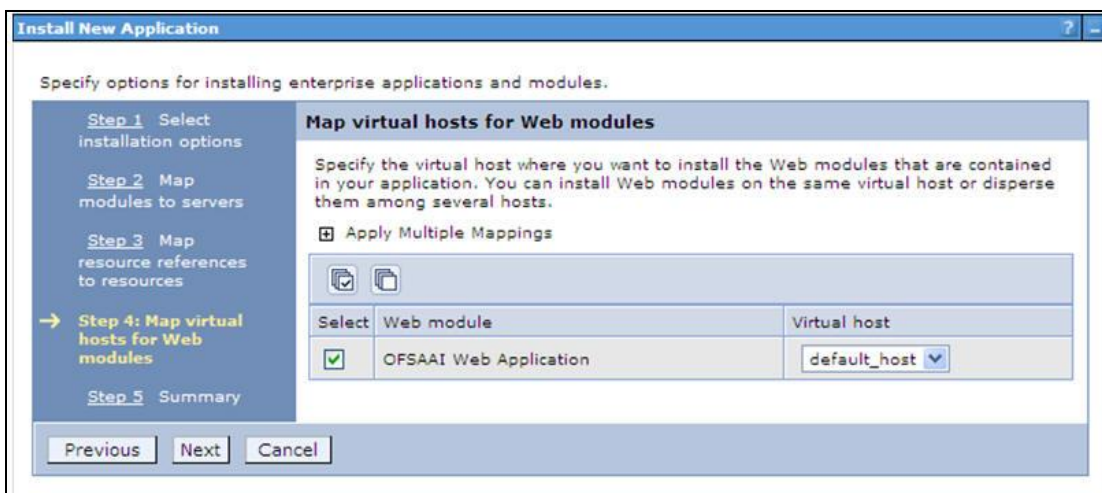 Install New Application
?
Specify options for installing enterprise applications and modules.
Step 1 Select
installation options
Step 2 Map
modules to servers
Step 3 Map
resource references
to resources
Step 4: Map virtual
hosts for Web
modules
Step 5 Summary
Map virtual hosts for Web modules
Specify the virtual host where you want to install the Web modules that are contained
in your application. You can install Web modules on the same virtual host or disperse
them among several hosts.
Apply Multiple Mappings
Select Web module Virtual host
OFSAAI Web Application default_host
Previous Next Cancel